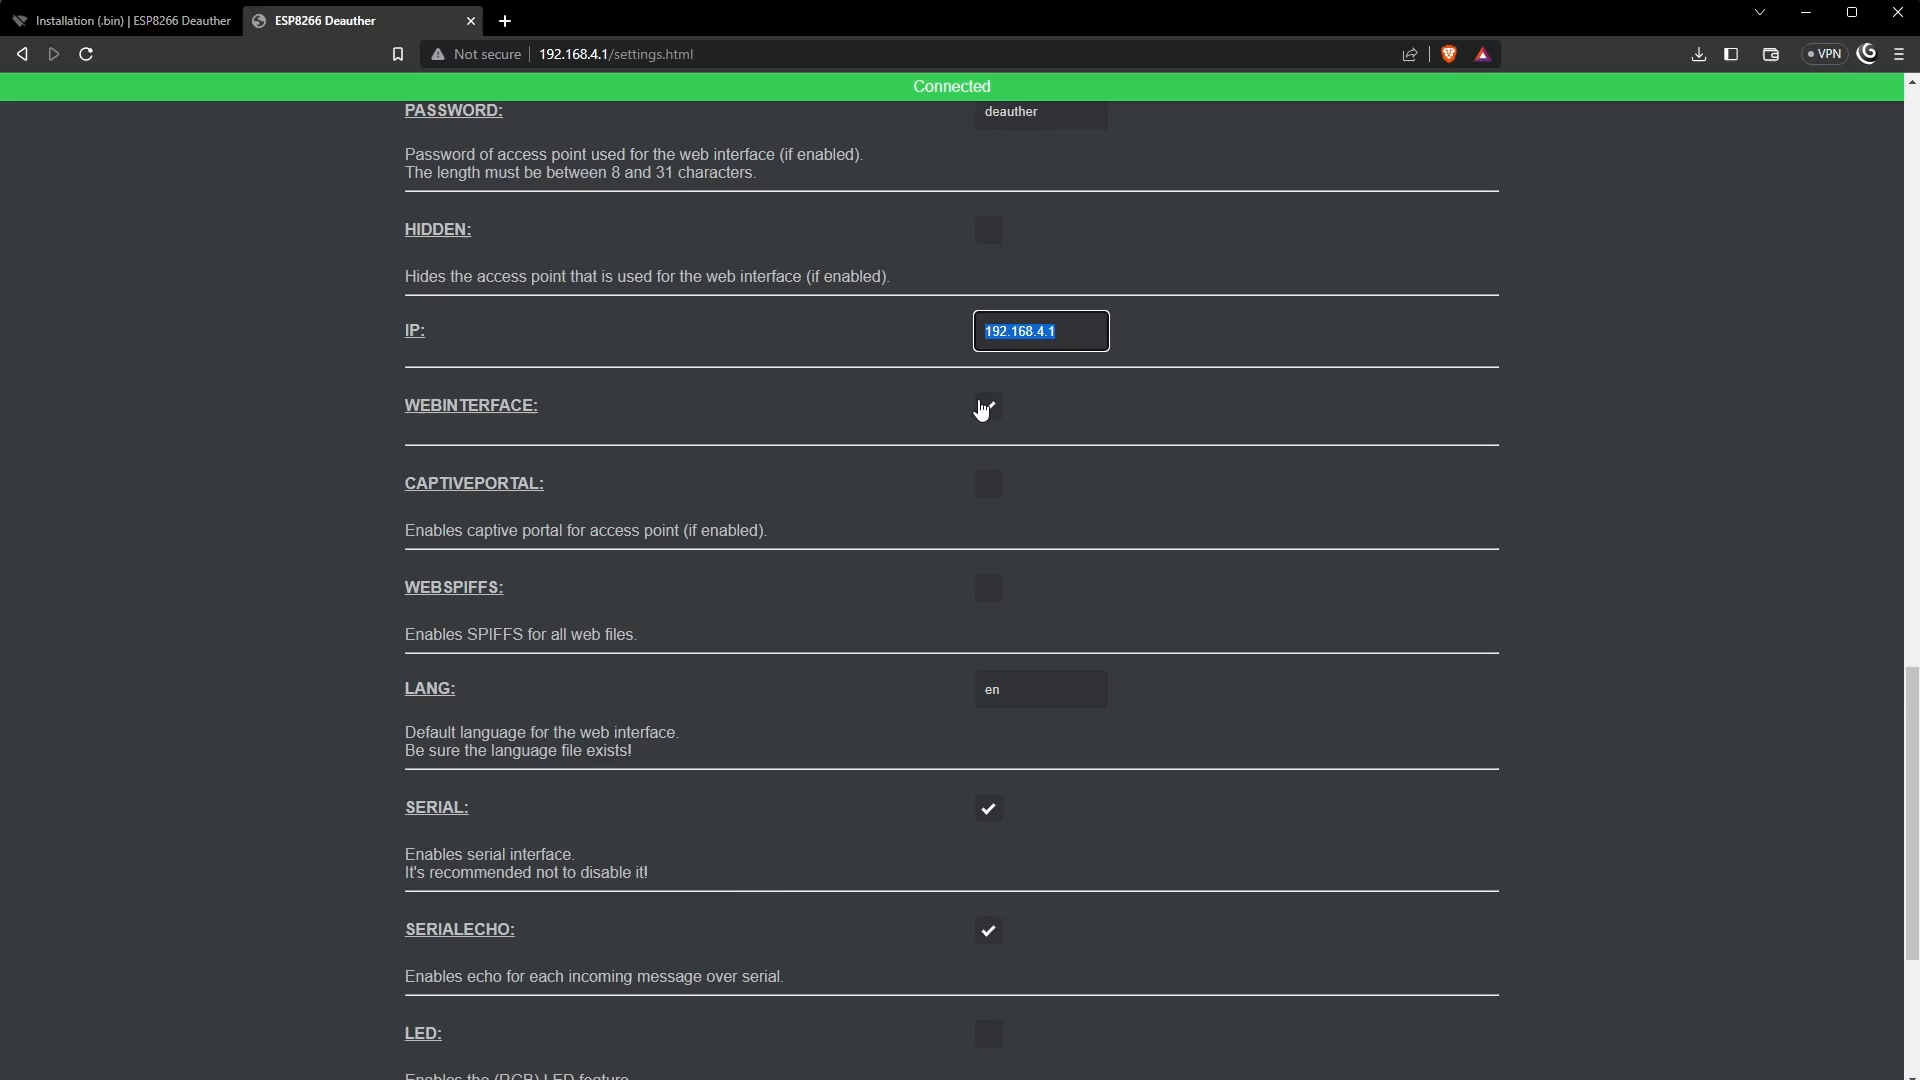 Installation (.bin) | ESP8266 Deauther
ESP8266 Deauther
Not secure
192.168.4.1/settings.html
VPN
Connected
PASSWORD:
deauther
Password of access point used for the web interface (if enabled).
The length must be between 8 and 31 characters.
HIDDEN:
Hides the access point that is used for the web interface (if enabled).
IP:
192.168.4.1
WEBINTERFACE:
CAPTIVEPORTAL:
Enables captive portal for access point (if enabled).
WEBSPIFFS:
Enables SPIFFS for all web files.
LANG:
en
Default language for the web interface.
Be sure the language file exists!
SERIAL:
Enables serial interface.
It's recommended not to disable it!
SERIALECHO:
Enables echo for each incoming message over serial.
LED:
Enables the (RGB) LED feature